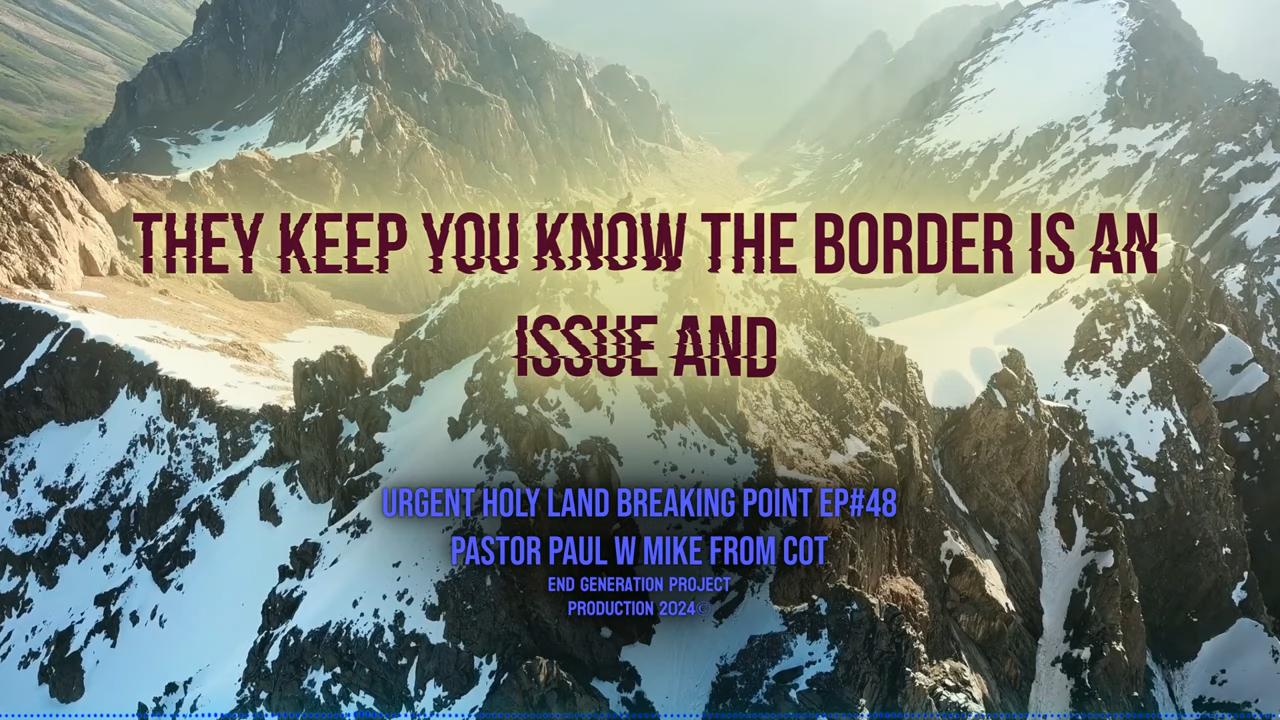 THEY KEEP YOU KNOW THE BORDER IS AN
ISSUE AND
URGENT HOLY LAND BREAKING POINT EP#48
PASTOR PAUL W MIKE FROM COT
END GENERATION PROJECT
PRODUCTION 2024©